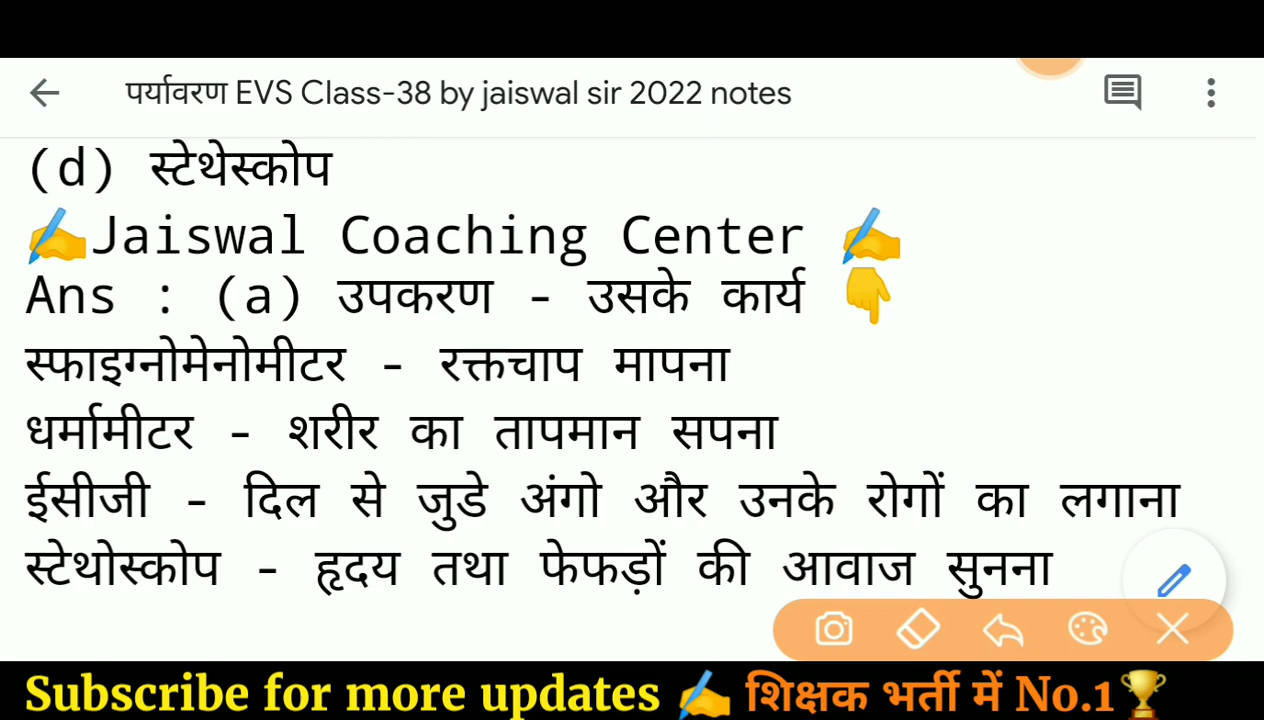 पर्यावरण EVS Class-38 by jaiswal sir 2022 notes
(d) स्टेथेस्कोप
✍Jaiswal Coaching Center ✍
Ans : (a) उपकरण - उसके कार्य 👇
स्फाइग्नोमेनोमीटर - रक्तचाप मापना
धर्मामीटर - शरीर का तापमान सपना
ईसीजी - दिल से जुडे अंगो और उनके रोगों का लगाना
स्टेथोस्कोप - हृदय तथा फेफड़ों की आवाज सुनना
Subscribe for more updates ✍ शिक्षक भर्ती में No.1🏆